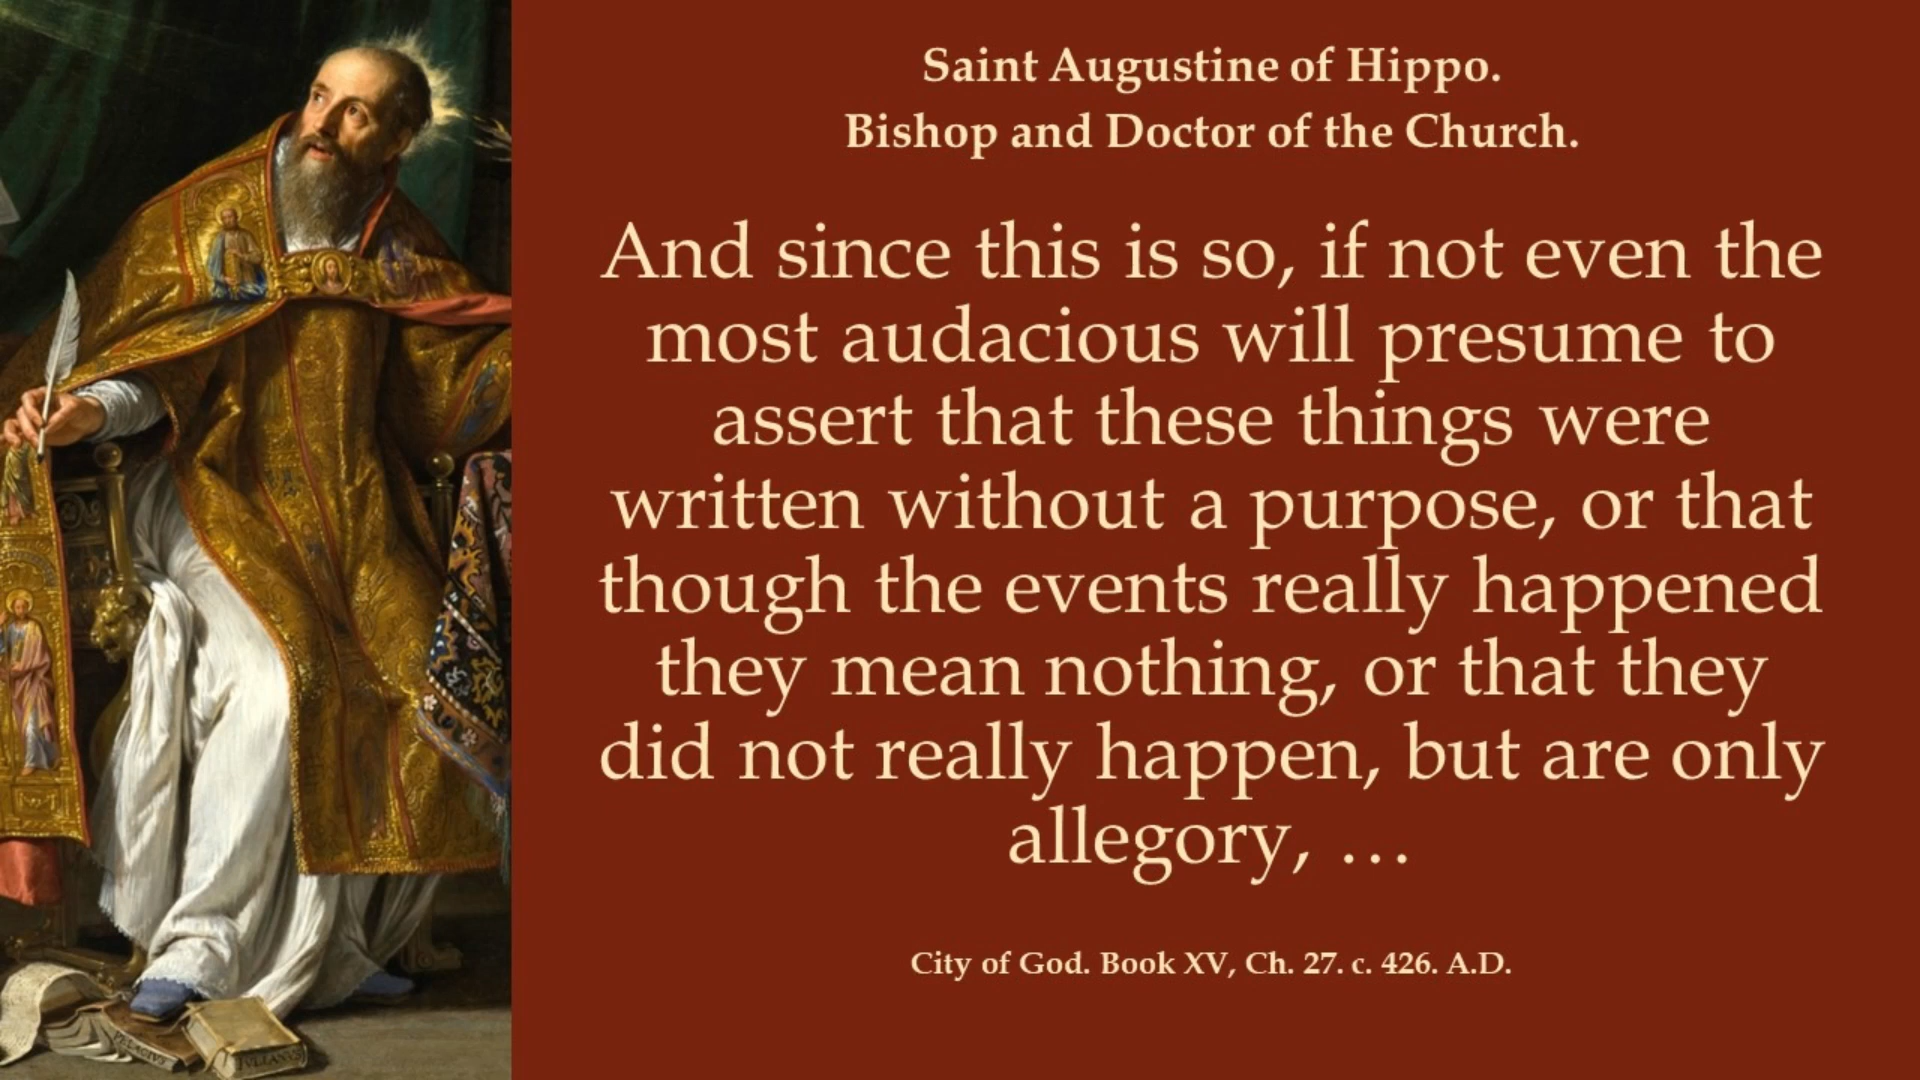 Saint Augustine of Hippo.
Bishop and Doctor of the Church.
And since this is so, if not even the
most audacious will presume to
assert that these things were
written without a purpose, or that
though the events really happened
they mean nothing, or that they
did not really happen, but are only
allegory, …
City of God. Book XV, Ch. 27. c. 426. A.D.
PELAGIVS
IVLIANVS